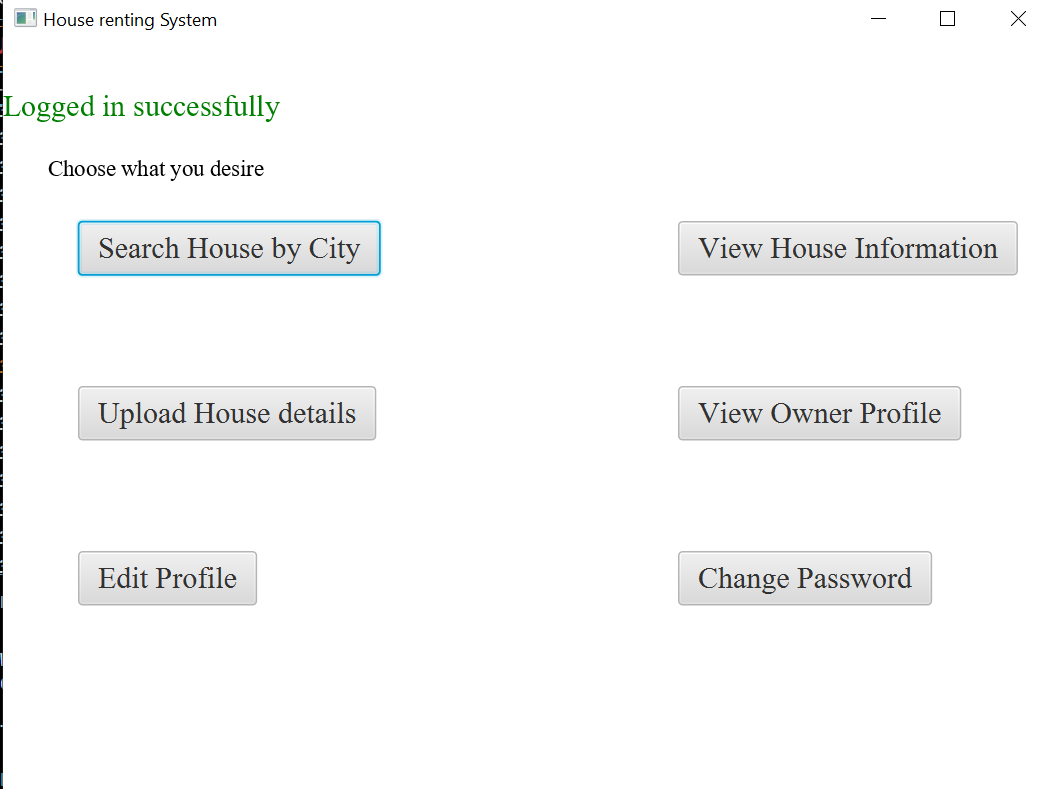 House renting System
Logged in successfully
Choose what you desire
Search House by City
View House Information
Upload House details
View Owner Profile
Edit Profile
Change Password